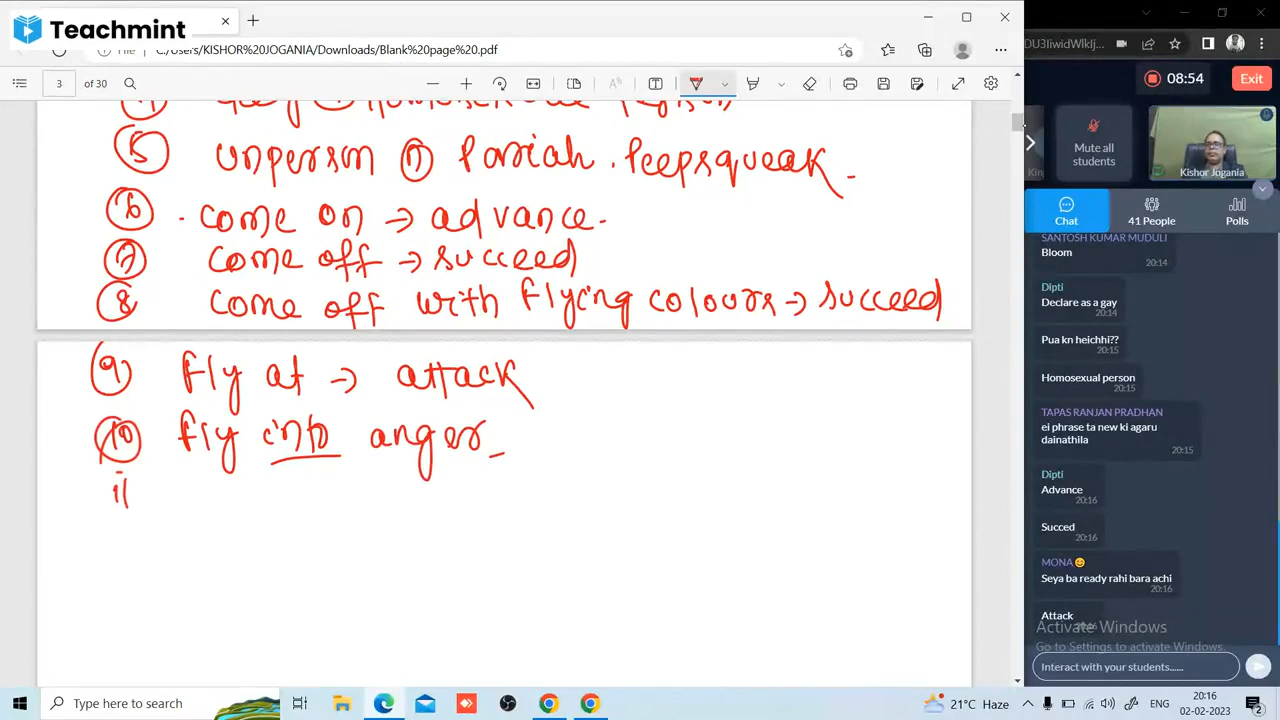 Teachmint
C:/Users/KISHOR%20JOGANIA/Downloads/Blank%20page%20.pdf
3 of 30
08:54 Exit
Mute all students
Kishor Jogania
Chat 41 People Polls
5 unperson n Pariah. Peepsqueak.
6 . come on → advance.
7 come off → succeed
8 come off with flying colours → succeed
9 fly at → attack
10 fly into anger
SANTOSH KUMAR MUDULI
Bloom
20:14
Dipti
Declare as a gay
20:14
Pua kn heichhi??
20:15
Homosexual person
20:15
TAPAS RANJAN PRADHAN
ei phrase ta new ki agaru
dainathila
20:15
Dipti
Advance
20:16
Succed
20:16
MONA😊
Seya ba ready rahi bara achi
20:16
Attack
20:16
Activate Windows
Go to Settings to activate Windows.
Interact with your students......
Type here to search
21°C Haze
ENG
20:16
02-02-2023
2